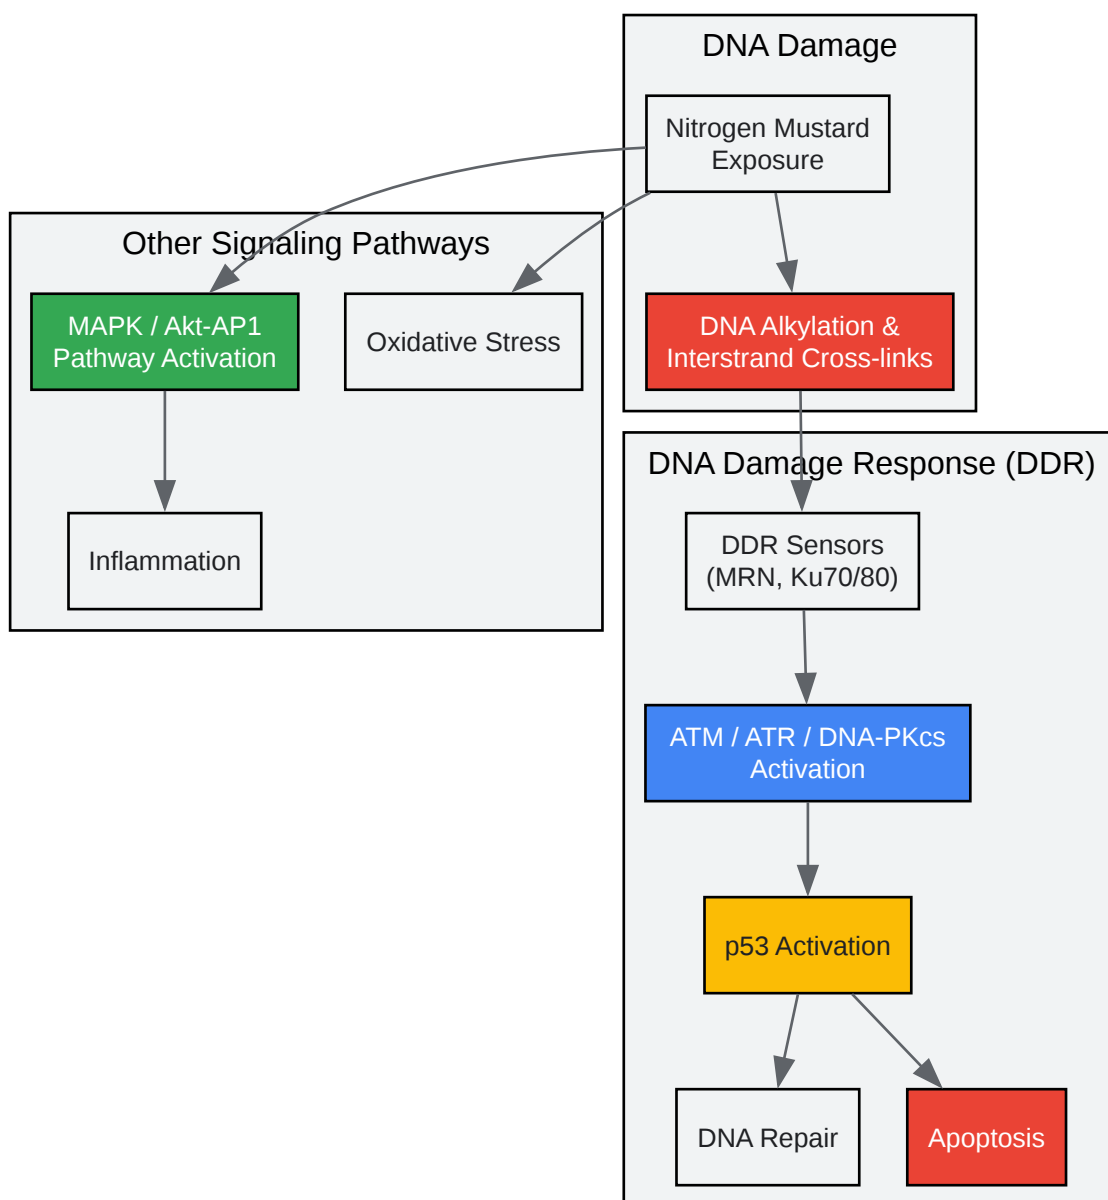 DNA Damage
Nitrogen Mustard
Exposure
Other Signaling Pathways
MAPK / Akt-AP1
Pathway Activation
Oxidative Stress
DNA Alkylation &
Interstrand Cross-links
Inflammation
DNA Damage Response (DDR)
DDR Sensors
(MRN, Ku70/80)
ATM / ATR / DNA-PKcs
Activation
p53 Activation
DNA Repair
Apoptosis